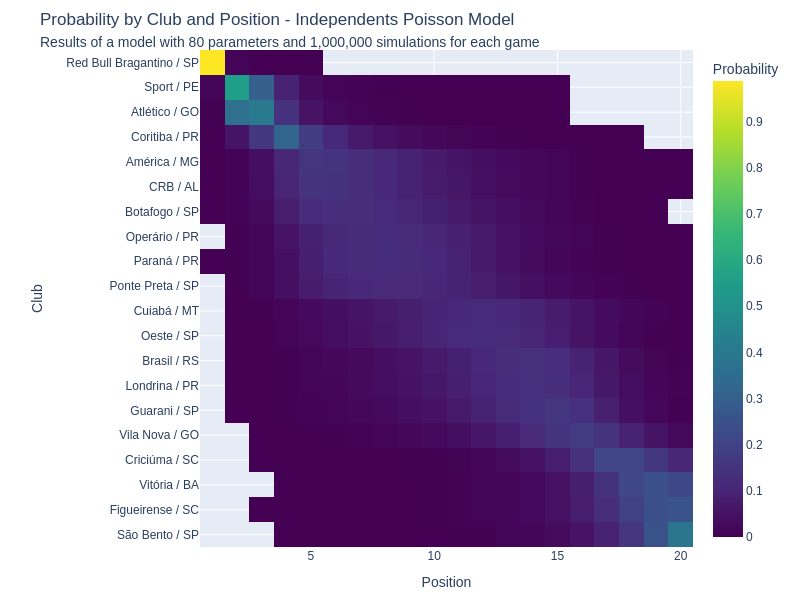 Probability by Club and Position - Independents Poisson Model
Results of a model with 80 parameters and 1,000,000 simulations for each game
Red Bull Bragantino / SP
Sport / PE
Atlético / GO
Coritiba / PR
América / MG
CRB / AL
Botafogo / SP
Operário / PR
Paraná / PR
Ponte Preta / SP
Cuiabá / MT
Oeste / SP
Brasil / RS
Londrina / PR
Guarani / SP
Vila Nova / GO
Criciúma / SC
Vitória / BA
Figueirense / SC
São Bento / SP
Club
5
10
15
20
Position
Probability
0.9
0.8
0.7
0.6
0.5
0.4
0.3
0.2
0.1
0